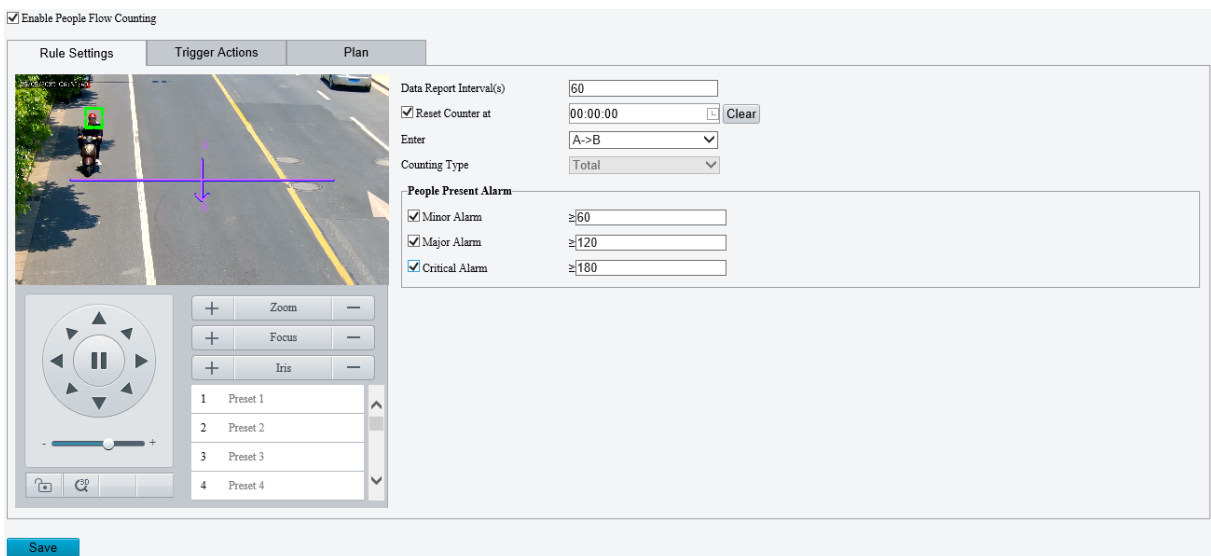 Enable People Flow Counting
Rule Settings
Trigger Actions
Plan
Data Report Interval(s)
60
Reset Counter at
00:00:00
Clear
Enter
A->B
Counting Type
Total
People Present Alarm
Minor Alarm
≥60
Major Alarm
≥120
Critical Alarm
≥180
+ Zoom —
+ Focus —
+ Iris —
1 Preset 1
2 Preset 2
3 Preset 3
4 Preset 4
- +
3D
Save